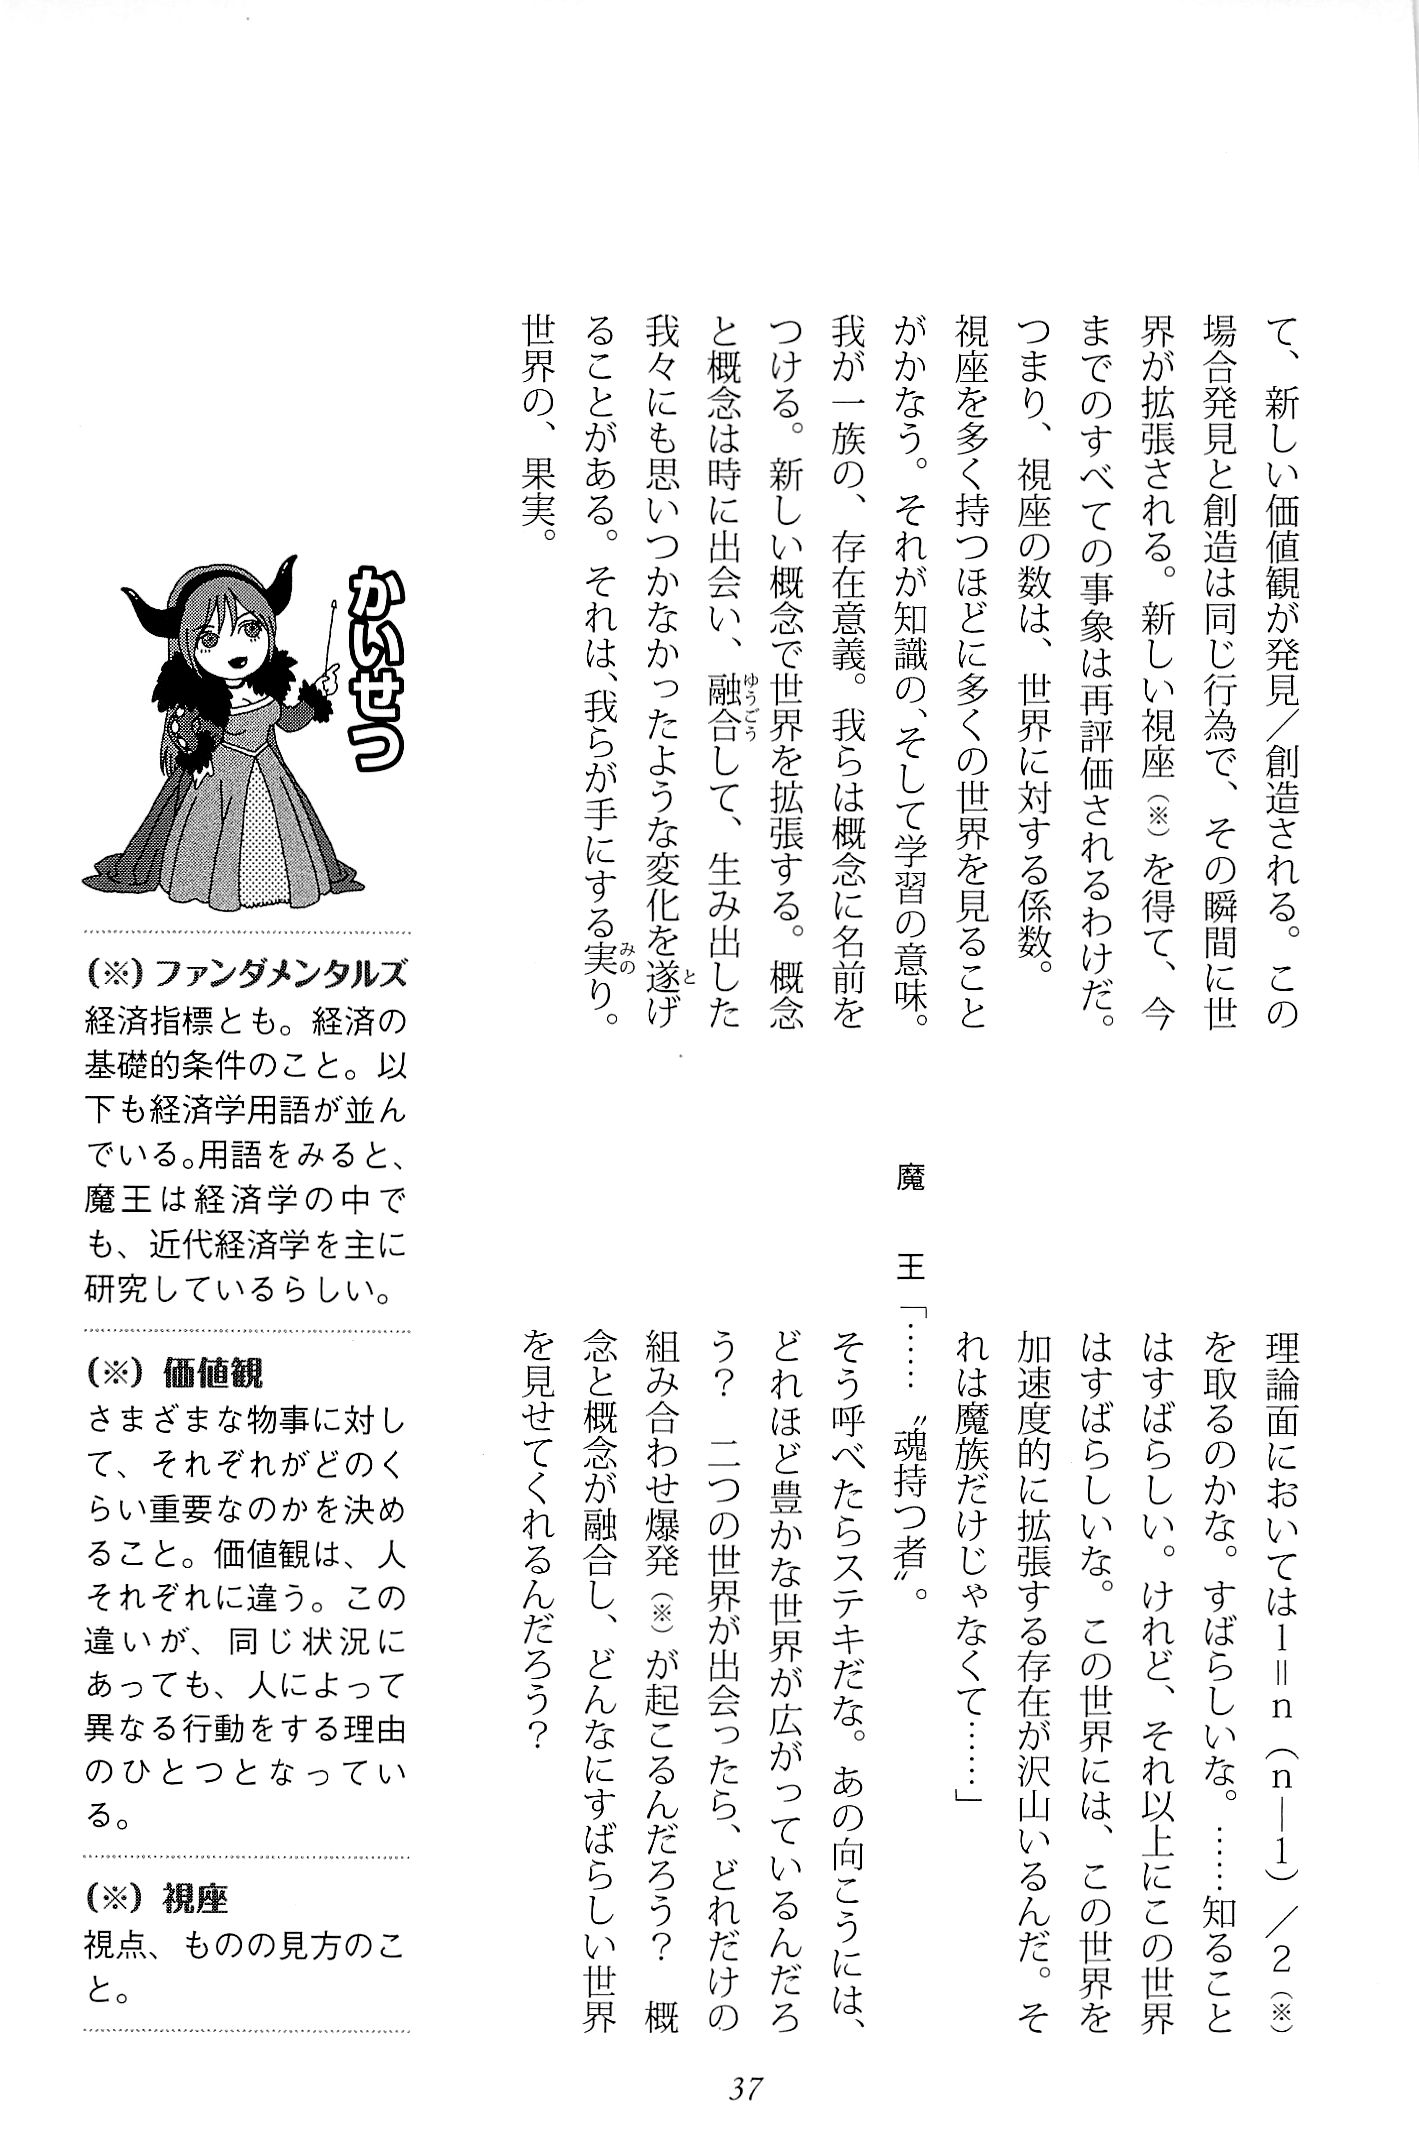 て、新しい価値観が発見／創造される。この
場合発見と創造は同じ行為で、その瞬間に世
界が拡張される。新しい視座（※）を得て、今
までのすべての事象は再評価されるわけだ。
つまり、視座の数は、世界に対する係数。
視座を多く持つほどに多くの世界を見ること
がかなう。それが知識の、そして学習の意味。
我が一族の、存在意義。我らは概念に名前を
つける。新しい概念で世界を拡張する。概念
と概念は時に出会い、融合して、生み出した
ゆうごう
我々にも思いつかなかったような変化を遂げ
と
ることがある。それは、我らが手にする実り。
みの
世界の、果実。
理論面においてはl＝n（n―1）／2（※）
を取るのかな。すばらしいな。……知ること
はすばらしい。けれど、それ以上にこの世界
はすばらしいな。この世界には、この世界を
加速度的に拡張する存在が沢山いるんだ。そ
れは魔族だけじゃなくて……」
魔　王「……〝魂持つ者〟。
そう呼べたらステキだな。あの向こうには、
どれほど豊かな世界が広がっているんだろ
う？　二つの世界が出会ったら、どれだけの
組み合わせ爆発（※）が起こるんだろう？　概
念と概念が融合し、どんなにすばらしい世界
を見せてくれるんだろう？
かいせつ
（※）ファンダメンタルズ
経済指標とも。経済の
基礎的条件のこと。以
下も経済学用語が並ん
でいる。用語をみると、
魔王は経済学の中で
も、近代経済学を主に
研究しているらしい。
（※）価値観
さまざまな物事に対し
て、それぞれがどのく
らい重要なのかを決め
ること。価値観は、人
それぞれに違う。この
違いが、同じ状況に
あっても、人によって
異なる行動をする理由
のひとつとなってい
る。
（※）視座
視点、ものの見方のこ
と。
37